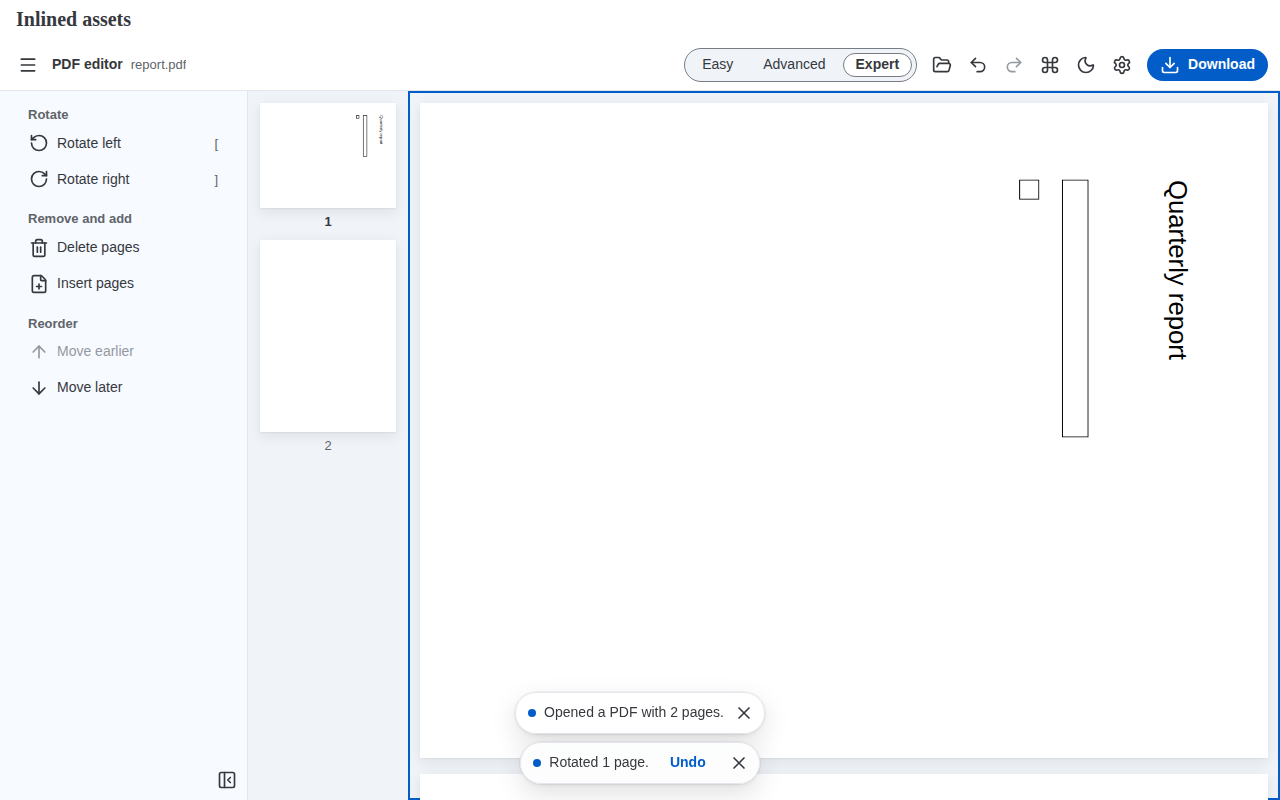 Inlined assets
PDF editor report.pdf
Easy Advanced Expert
Download
Rotate
Rotate left [
Rotate right ]
Remove and add
Delete pages
Insert pages
Reorder
Move earlier
Move later
Quarterly report
1
2
Quarterly report
Opened a PDF with 2 pages.
Rotated 1 page. Undo